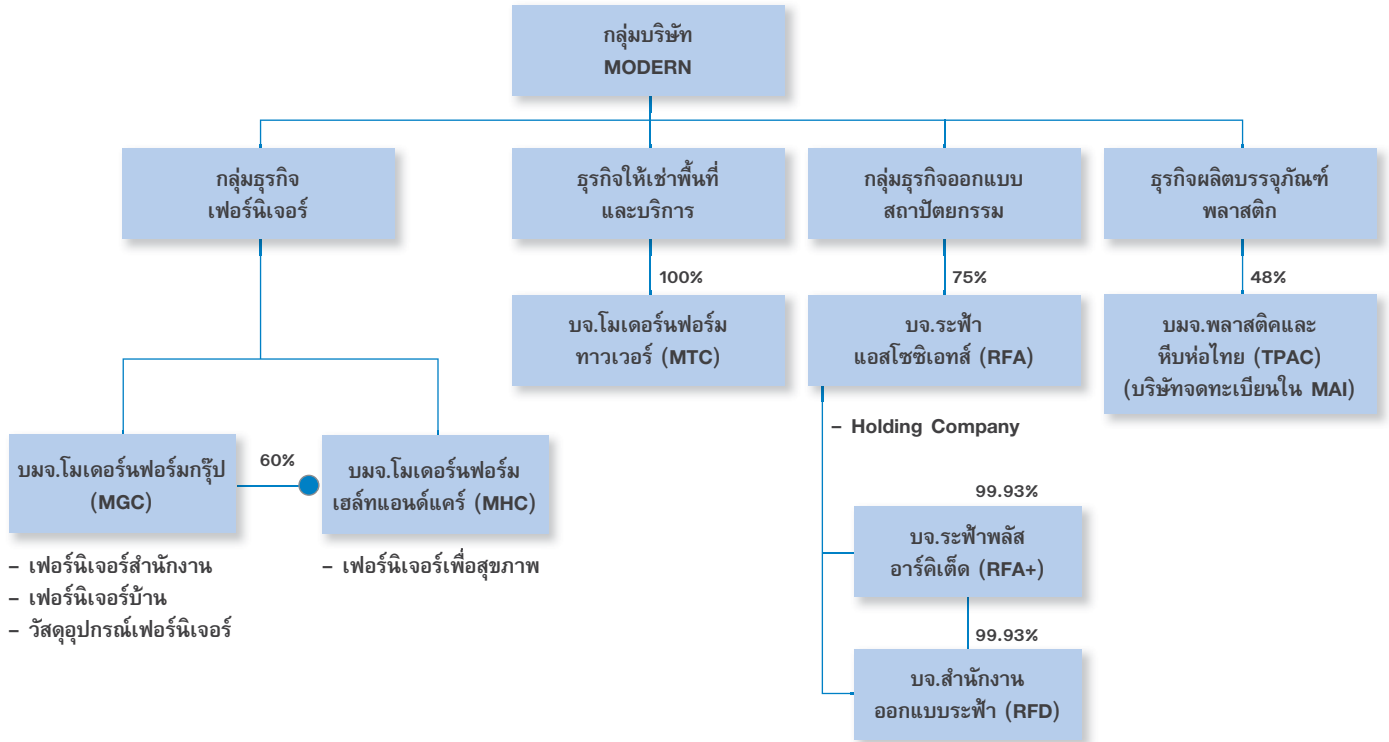 กลุ่มบริษัท
MODERN
กลุ่มธุรกิจ
เฟอร์นิเจอร์
ธุรกิจให้เช่าพื้นที่
และบริการ
กลุ่มธุรกิจออกแบบ
สถาปัตยกรรม
ธุรกิจผลิตบรรจุภัณฑ์
พลาสติก
100%
75%
48%
บจ.โมเดอร์นฟอร์ม
ทาวเวอร์ (MTC)
บจ.ระฟ้า
แอสโซซิเอทส์ (RFA)
บมจ.พลาสติคและ
หีบห่อไทย (TPAC)
(บริษัทจดทะเบียนใน MAI)
– Holding Company
บมจ.โมเดอร์นฟอร์มกรุ๊ป
(MGC)
60%
บมจ.โมเดอร์นฟอร์ม
เฮล์ทแอนด์แคร์ (MHC)
– เฟอร์นิเจอร์สำนักงาน
– เฟอร์นิเจอร์บ้าน
– วัสดุอุปกรณ์เฟอร์นิเจอร์
– เฟอร์นิเจอร์เพื่อสุขภาพ
99.93%
บจ.ระฟ้าพลัส
อาร์คิเต็ด (RFA+)
99.93%
บจ.สำนักงาน
ออกแบบระฟ้า (RFD)